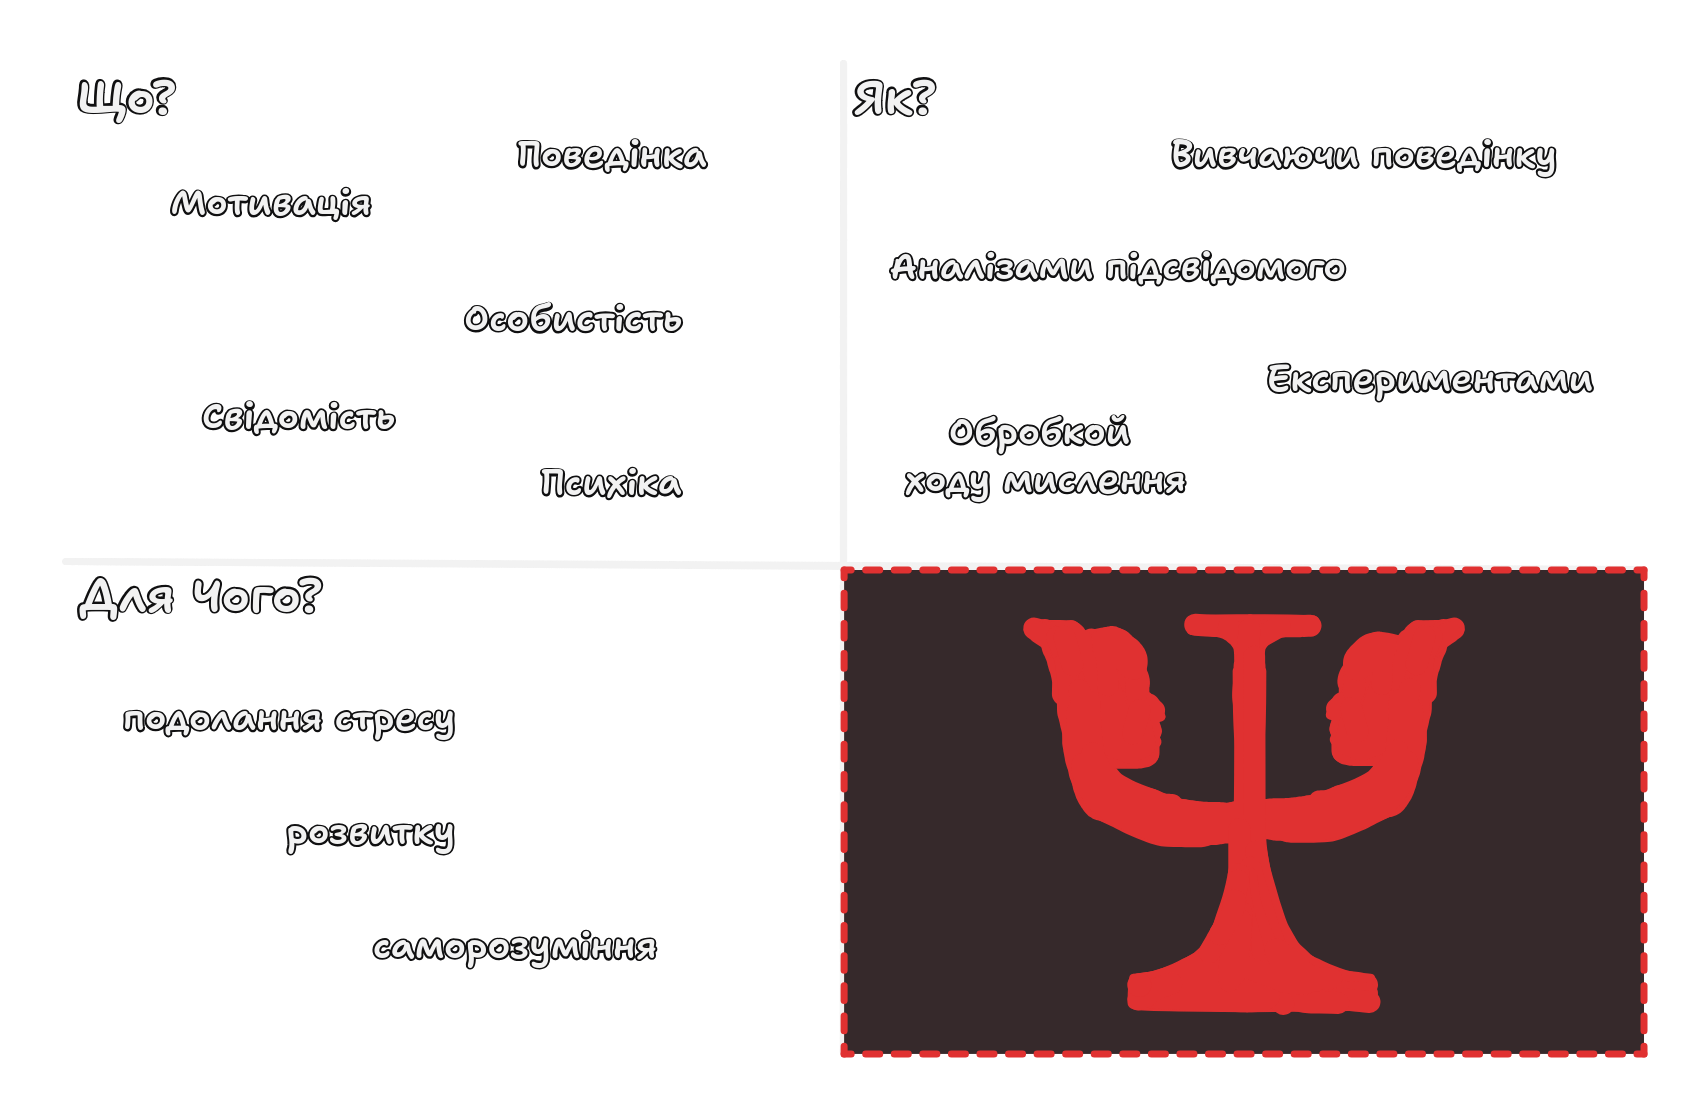 Що?
Поведінка
Мотивація
Особистість
Свідомість
Психіка
Як?
Вивчаючи поведінку
Аналізами підсвідомого
Експериментами
Обробкой
ходу мислення
Для Чого?
подолання стресу
розвитку
саморозуміння